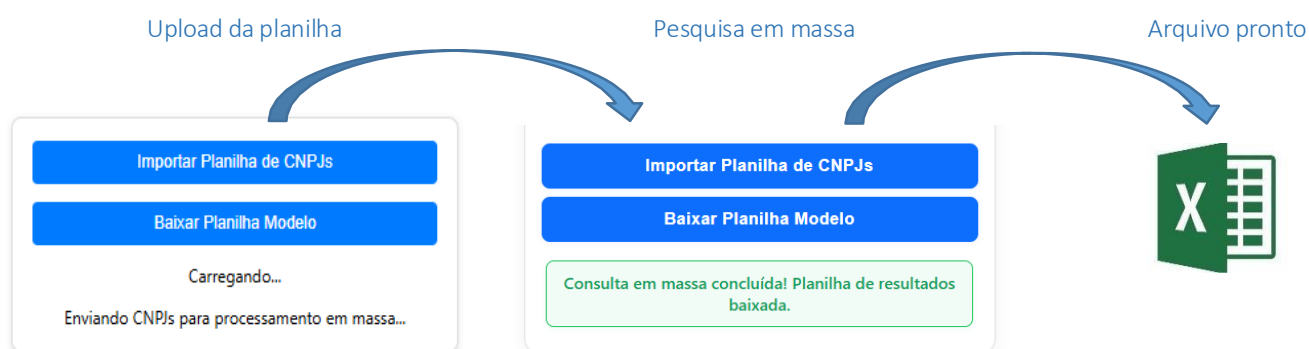 Upload da planilha
Pesquisa em massa
Arquivo pronto
Importar Planilha de CNPJs
Baixar Planilha Modelo
Carregando...
Enviando CNPJs para processamento em massa...
Importar Planilha de CNPJs
Baixar Planilha Modelo
Consulta em massa concluída! Planilha de resultados
baixada.
X